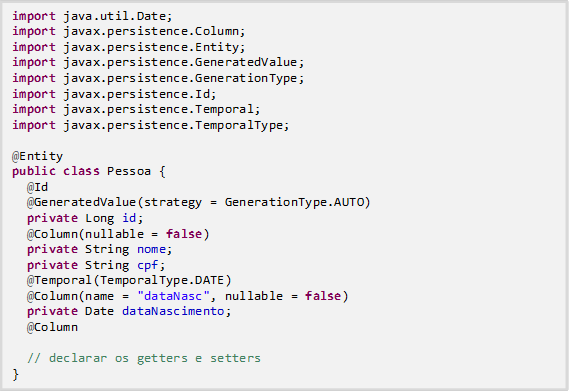 import java.util.Date;
import javax.persistence.Column;
import javax.persistence.Entity;
import javax.persistence.GeneratedValue;
import javax.persistence.GenerationType;
import javax.persistence.Id;
import javax.persistence.Temporal;
import javax.persistence.TemporalType;

@Entity
public class Pessoa {
  @Id
  @GeneratedValue(strategy = GenerationType.AUTO)
  private Long id;
  @Column(nullable = false)
  private String nome;
  private String cpf;
  @Temporal(TemporalType.DATE)
  @Column(name = "dataNasc", nullable = false)
  private Date dataNascimento;
  @Column

  // declarar os getters e setters
}